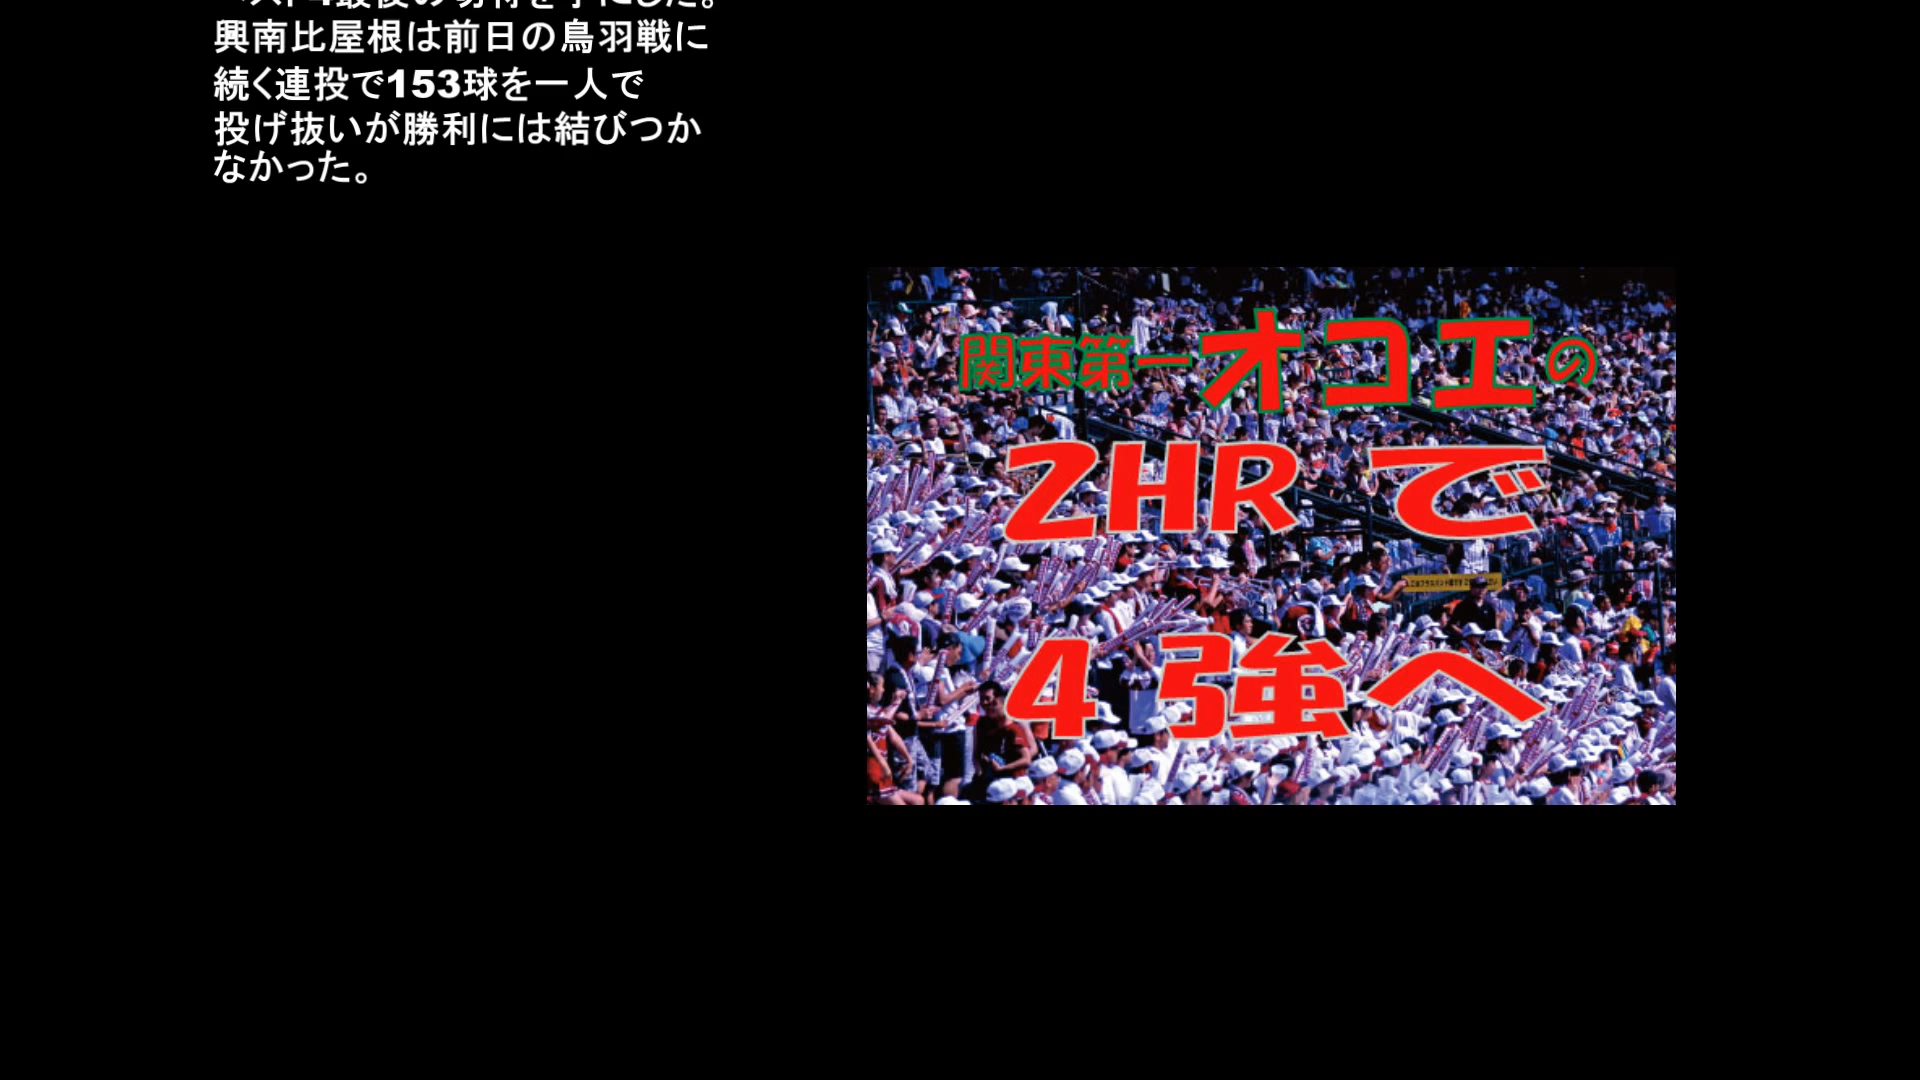 興南比屋根は前日の鳥羽戦に
続く連投で153球を一人で
投げ抜いが勝利には結びつか
なかった。
関東第一オコエの
2HRで
4強へ